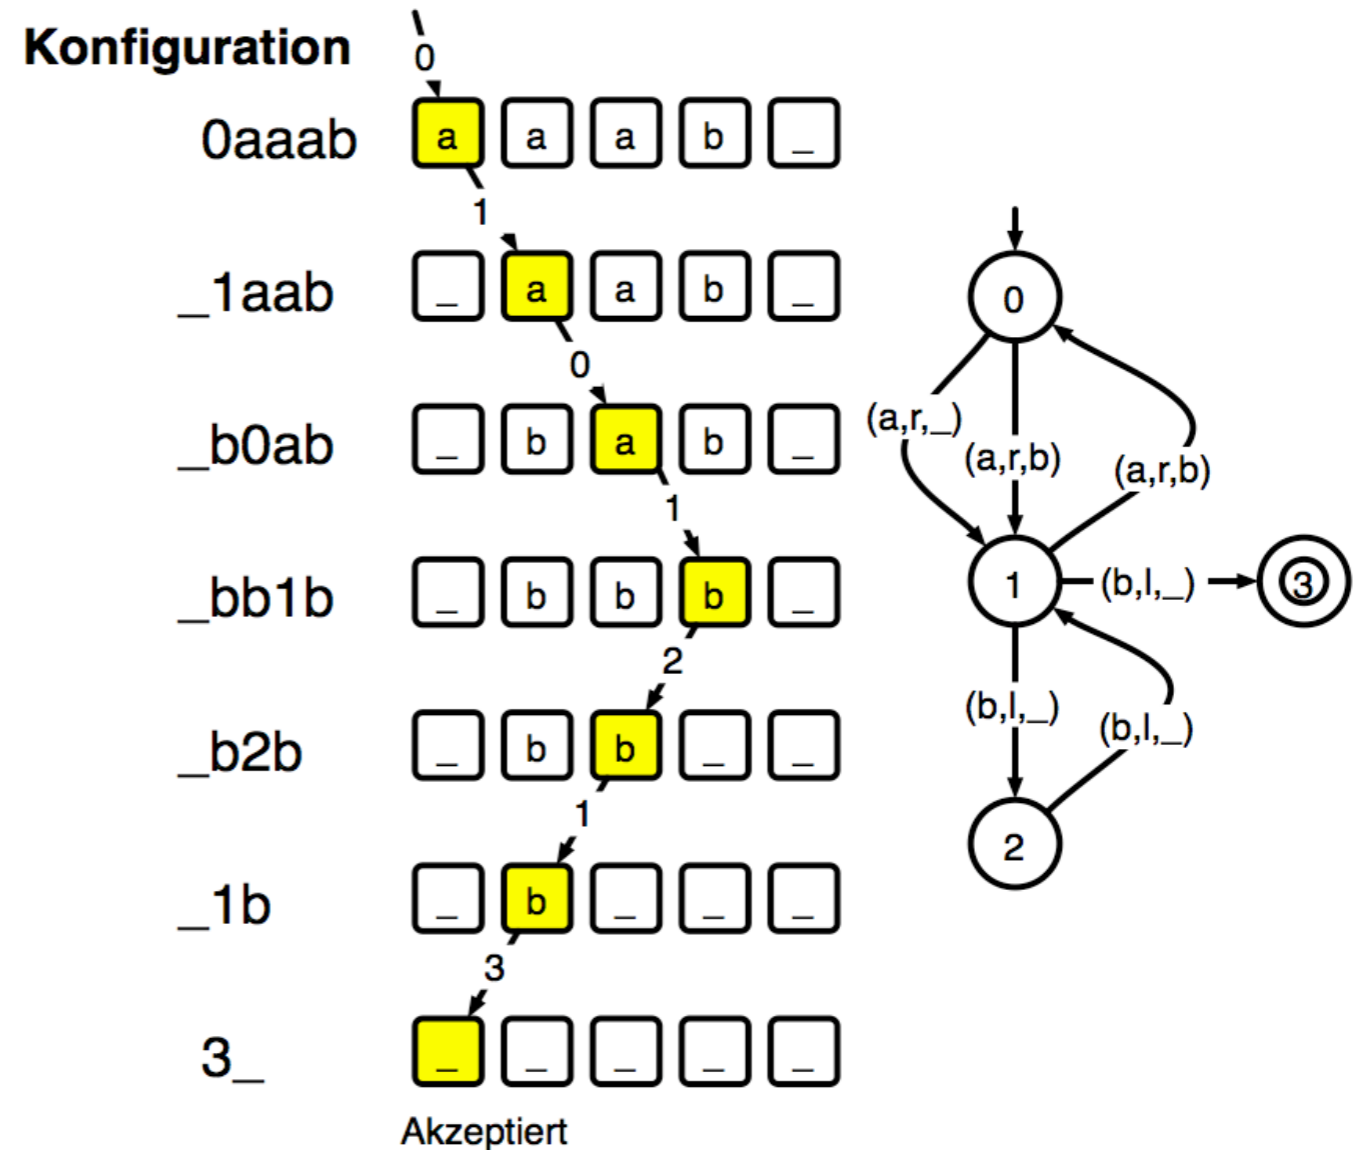 Konfiguration
0
0aaab a a a b _
1
_1aab _ a a b _
0
_b0ab _ b a b _
1
_bb1b _ b b b _
2
_b2b _ b b _ _
1
_1b _ b _ _ _
3
3_ _ _ _ _ _
Akzeptiert
0
(a,r,_)
(a,r,b)
(a,r,b)
1
(b,l,_)
3
(b,l,_)
(b,l,_)
2